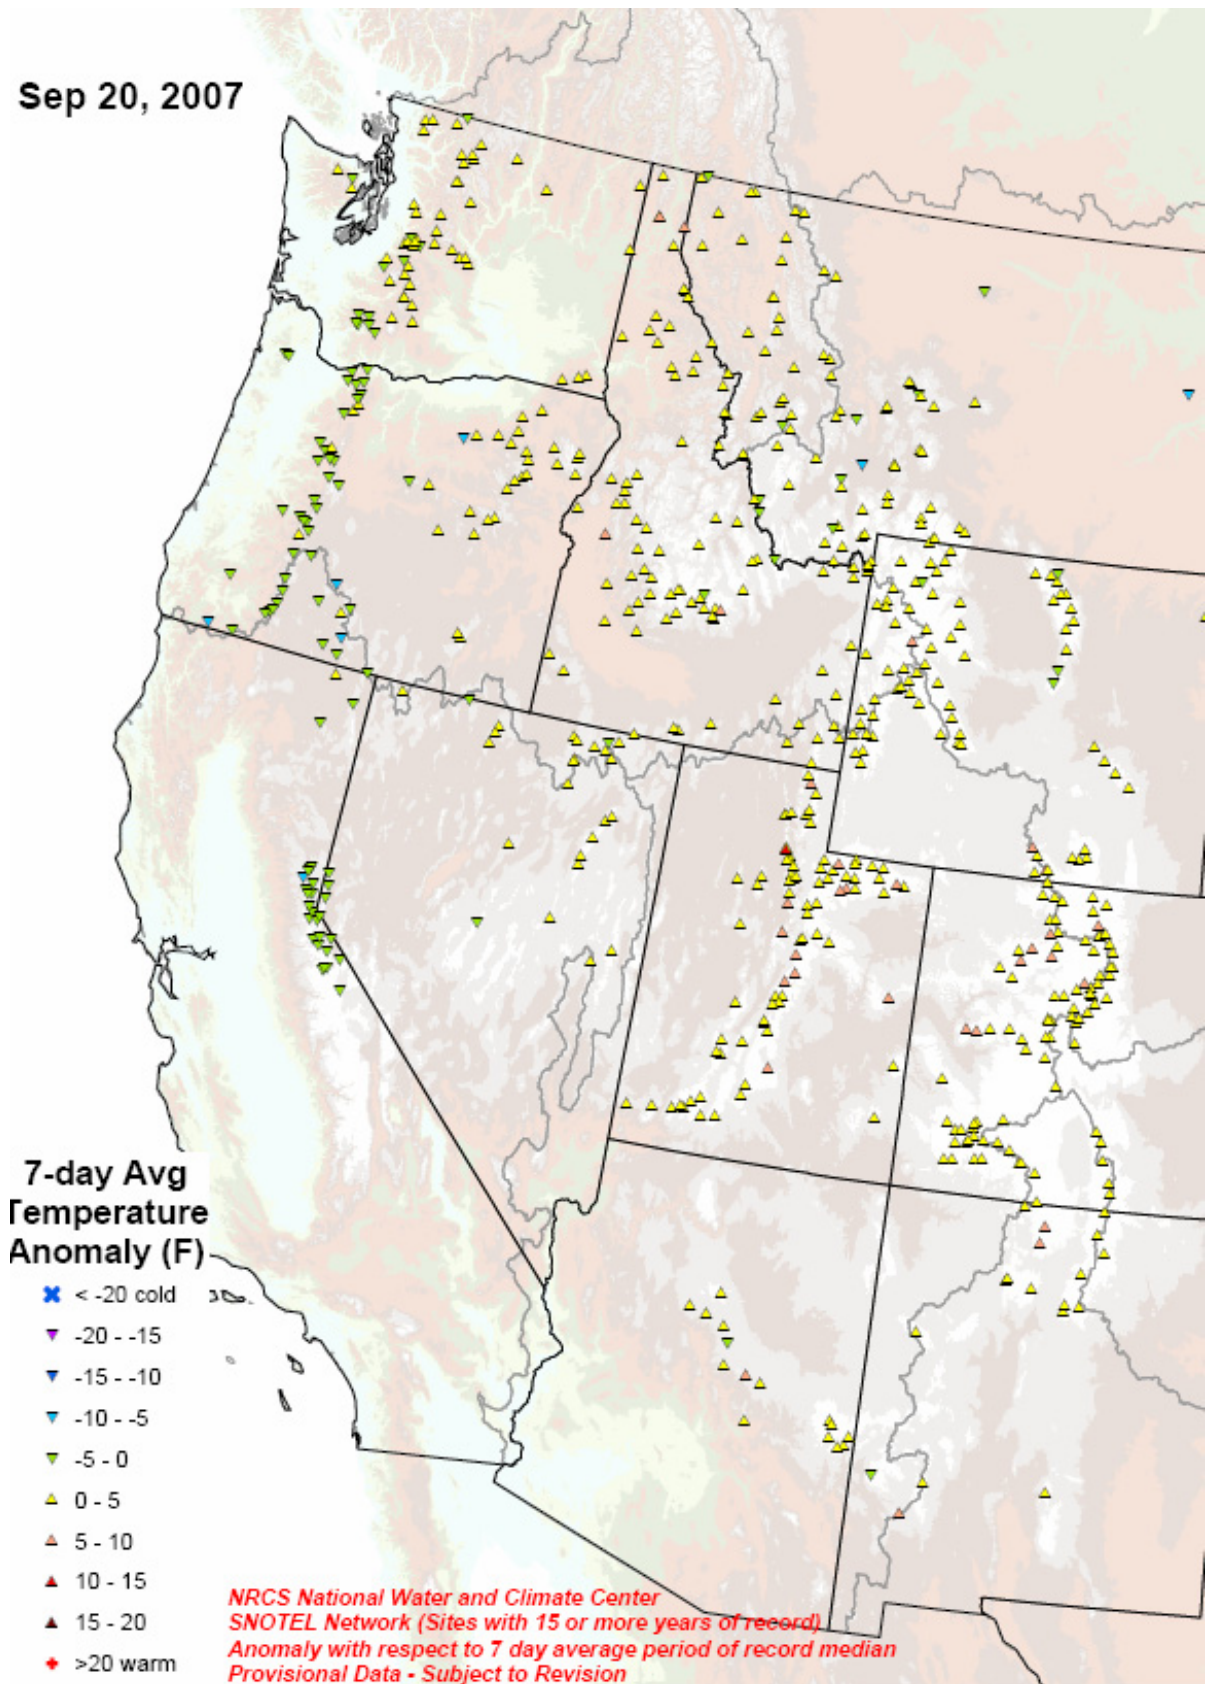 Sep 20, 2007
7-day Avg
Temperature
Anomaly (F)
< -20 cold
-20 - -15
-15 - -10
-10 - -5
-5 - 0
0 - 5
5 - 10
10 - 15
15 - 20
>20 warm
NRCS National Water and Climate Center
SNOTEL Network (Sites with 15 or more years of record)
Anomaly with respect to 7 day average period of record median
Provisional Data - Subject to Revision